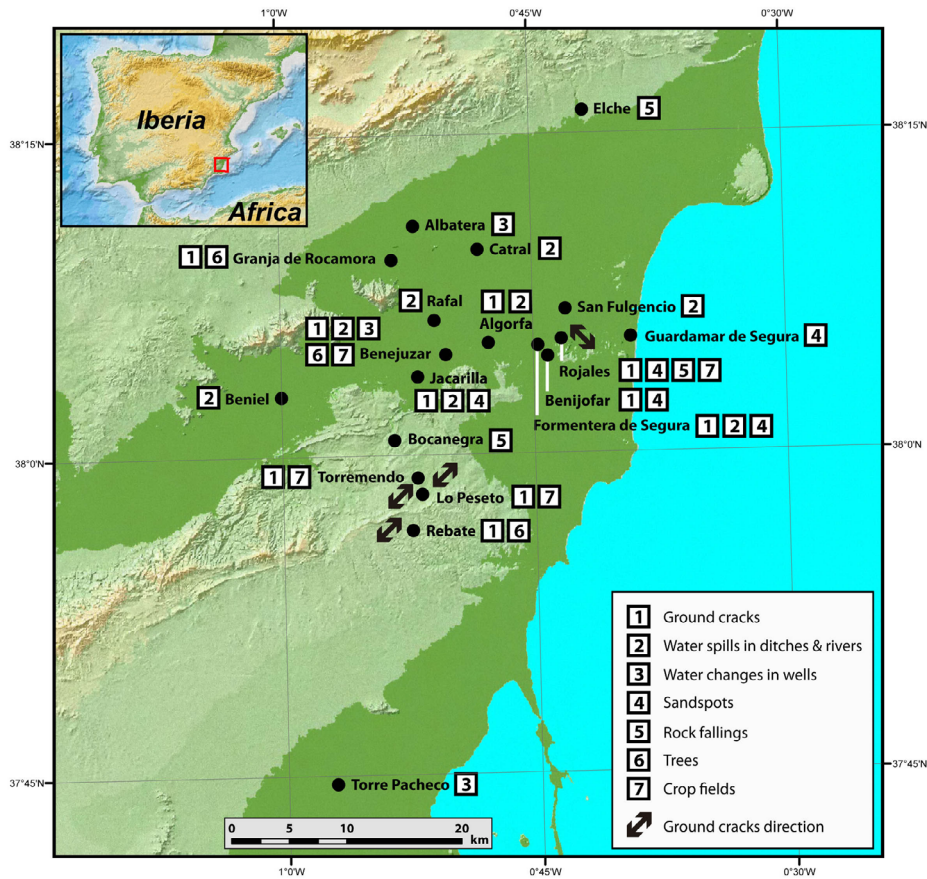 1°0'W 0°45'W 0°30'W
Iberia
Africa
38°15'N
38°15'N
Elche 5
Albatera 3
Catral 2
1 6 Granja de Rocamora
2 Rafal
1 2
Algorfa
San Fulgencio 2
1 2 3
6 7 Benejuzar
Guardamar de Segura 4
Rojales 1 4 5 7
Jacarilla
1 2 4
2 Beniel
Benijofar 1 4
Formentera de Segura 1 2 4
Bocanegra 5
38°0'N
38°0'N
1 7 Torremendo
Lo Peseto 1 7
Rebate 1 6
1 Ground cracks
2 Water spills in ditches & rivers
3 Water changes in wells
4 Sandspots
5 Rock fallings
6 Trees
7 Crop fields
Ground cracks direction
37°45'N
37°45'N
Torre Pacheco 3
0 5 10 20
km
1°0'W 0°45'W 0°30'W